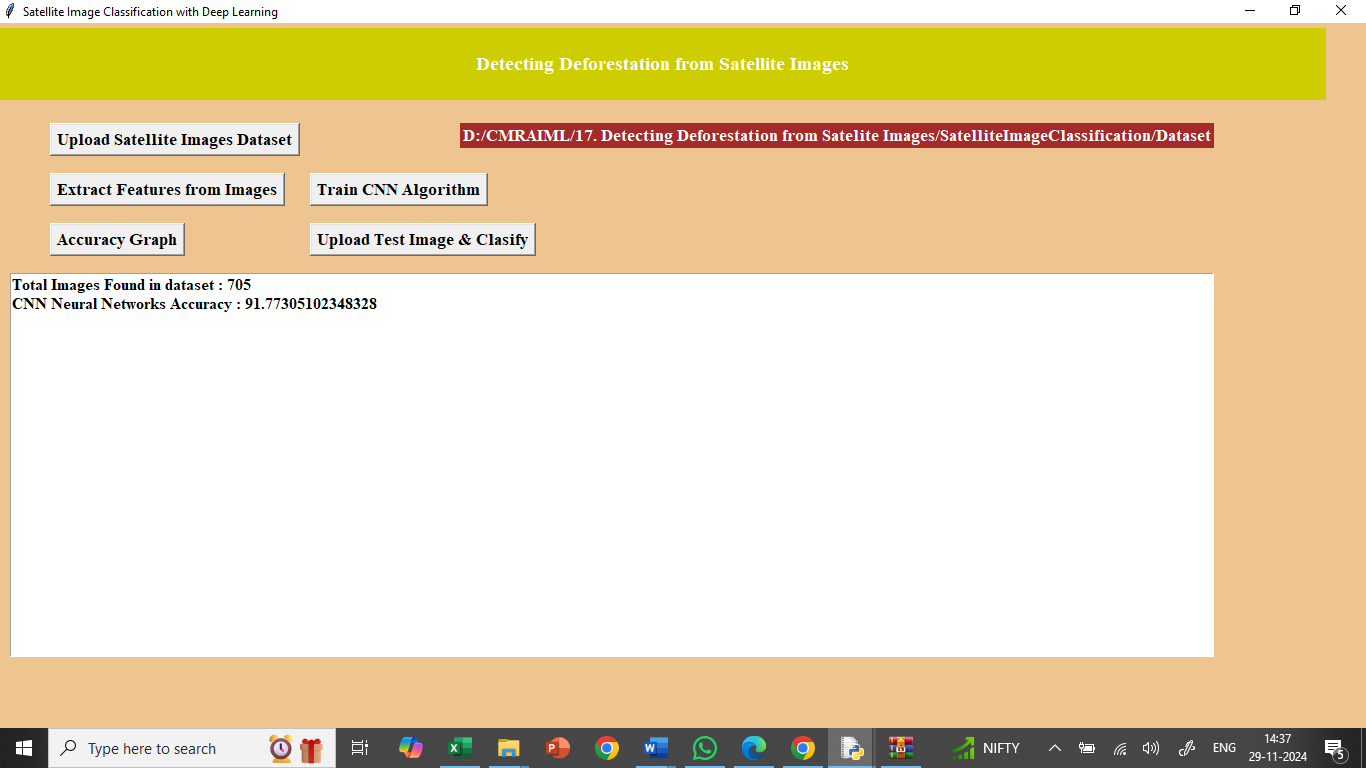 Satellite Image Classification with Deep Learning
Detecting Deforestation from Satellite Images
Upload Satellite Images Dataset
D:/CMRAIML/17. Detecting Deforestation from Satelite Images/SatelliteImageClassification/Dataset
Extract Features from Images
Train CNN Algorithm
Accuracy Graph
Upload Test Image & Clasify
Total Images Found in dataset : 705
CNN Neural Networks Accuracy : 91.77305102348328
Type here to search
NIFTY
ENG
14:37
29-11-2024
5